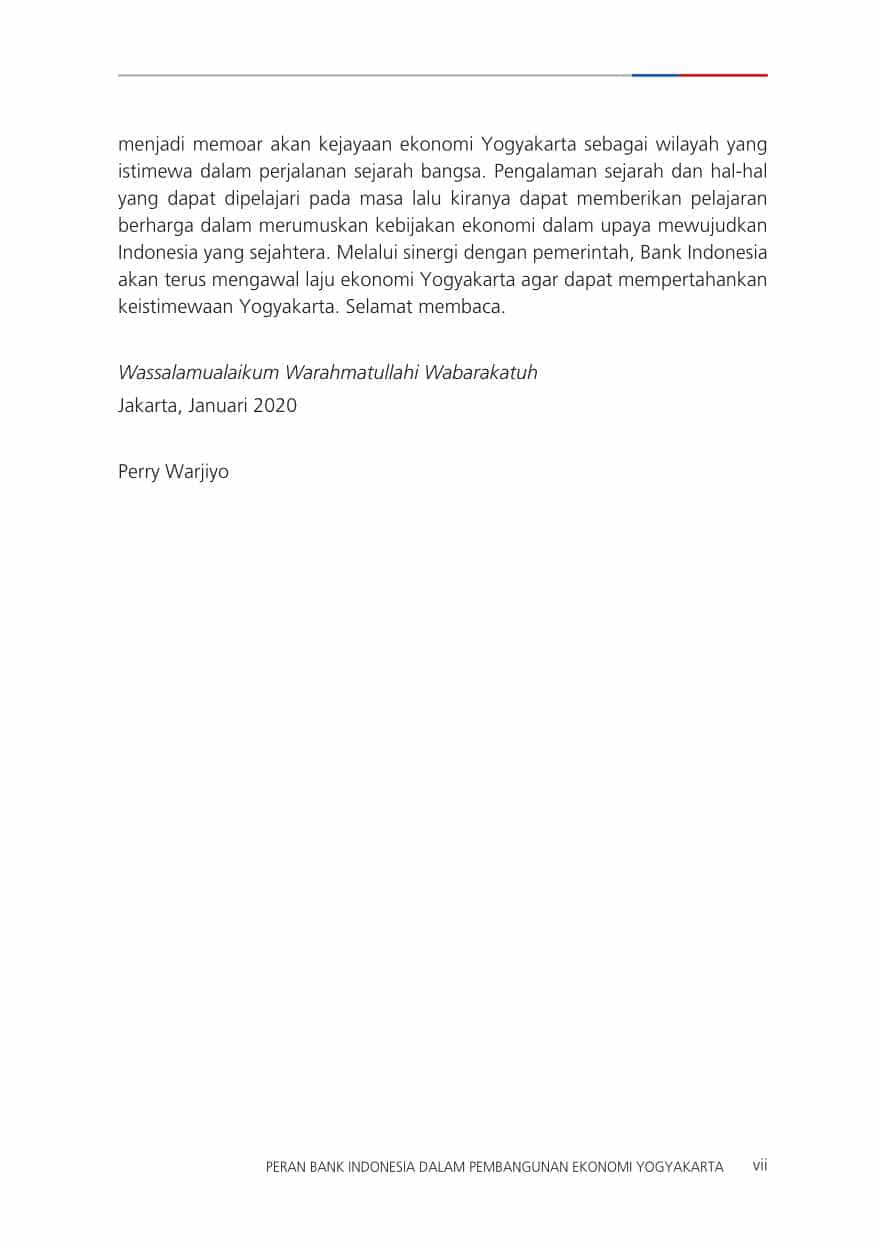 menjadi memoar akan kejayaan ekonomi Yogyakarta sebagai wilayah yang
istimewa dalam perjalanan sejarah bangsa. Pengalaman sejarah dan hal-hal
yang dapat dipelajari pada masa lalu kiranya dapat memberikan pelajaran
berharga dalam merumuskan kebijakan ekonomi dalam upaya mewujudkan
Indonesia yang sejahtera. Melalui sinergi dengan pemerintah, Bank Indonesia
akan terus mengawal laju ekonomi Yogyakarta agar dapat mempertahankan
keistimewaan Yogyakarta. Selamat membaca.
Wassalamualaikum Warahmatullahi Wabarakatuh
Jakarta, Januari 2020
Perry Warjiyo
PERAN BANK INDONESIA DALAM PEMBANGUNAN EKONOMI YOGYAKARTA vii